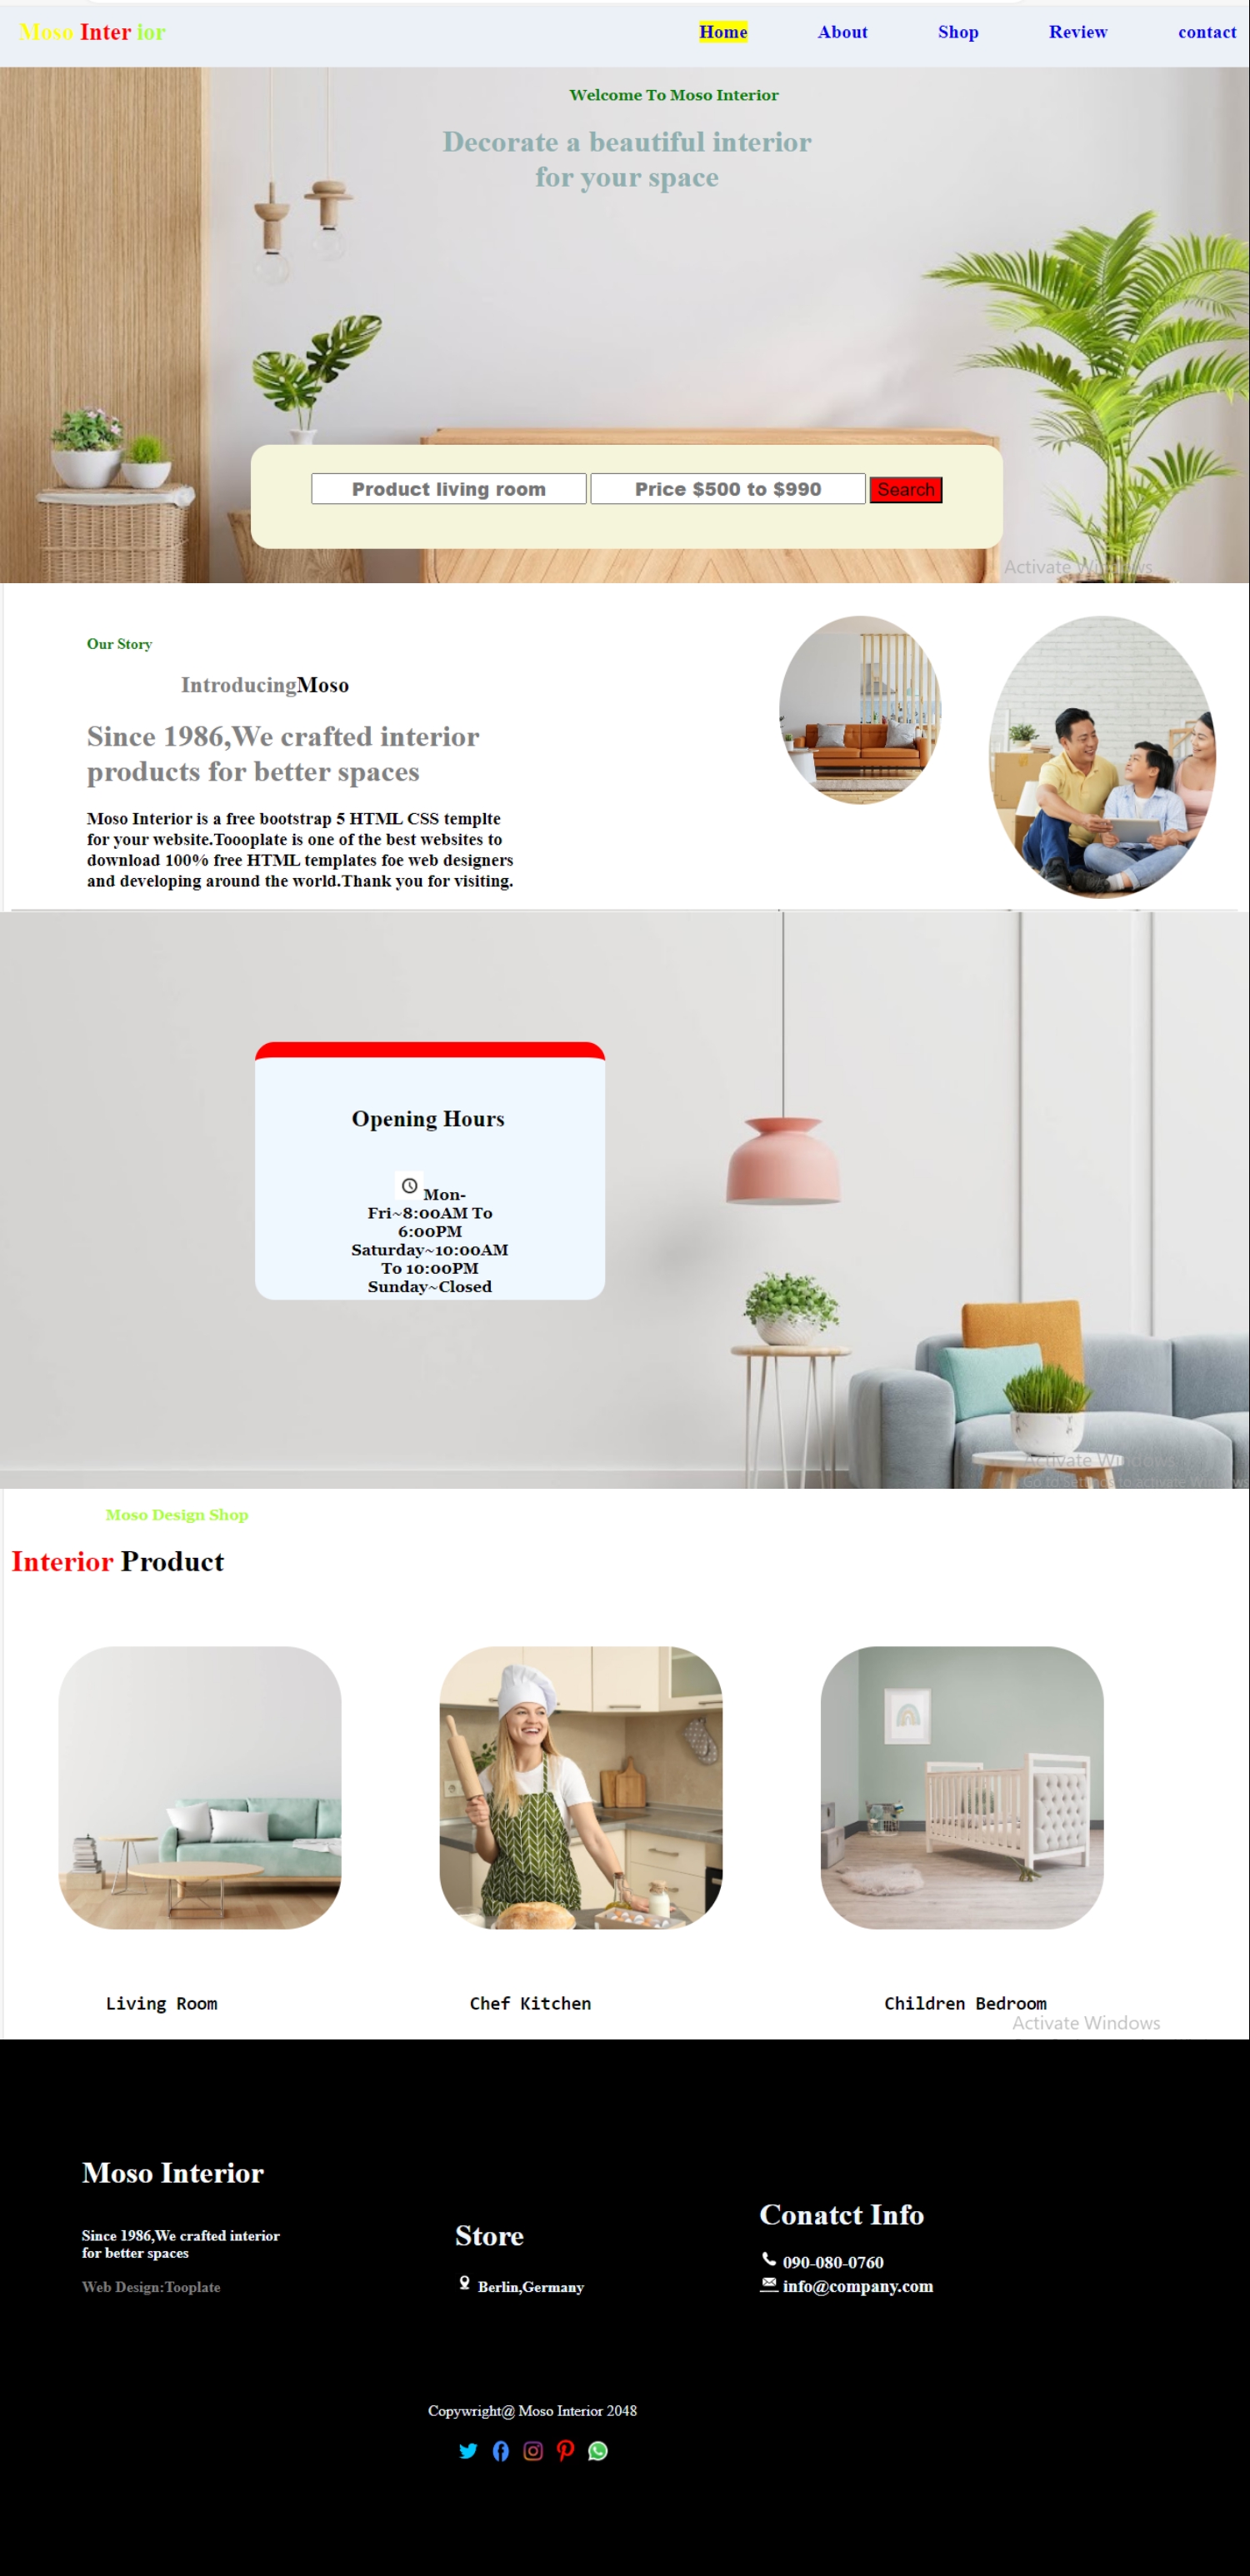 Moso Inter ior
Home About Shop Review contact
Welcome To Moso Interior
Decorate a beautiful interior
for your space
Product living room Price $500 to $990 Search
Activate Windows
Our Story
IntroducingMoso
Since 1986,We crafted interior
products for better spaces
Moso Interior is a free bootstrap 5 HTML CSS templte
for your website.Toooplate is one of the best websites to
download 100% free HTML templates foe web designers
and developing around the world.Thank you for visiting.
Opening Hours
Mon-
Fri~8:00AM To
6:00PM
Saturday~10:00AM
To 10:00PM
Sunday~Closed
Activate Windows
Go to Settings to activate Windows
Moso Design Shop
Interior Product
Living Room Chef Kitchen Children Bedroom
Activate Windows
Moso Interior
Since 1986,We crafted interior
for better spaces
Web Design:Tooplate
Store
Berlin,Germany
Conatct Info
090-080-0760
info@company.com
Copywright@ Moso Interior 2048